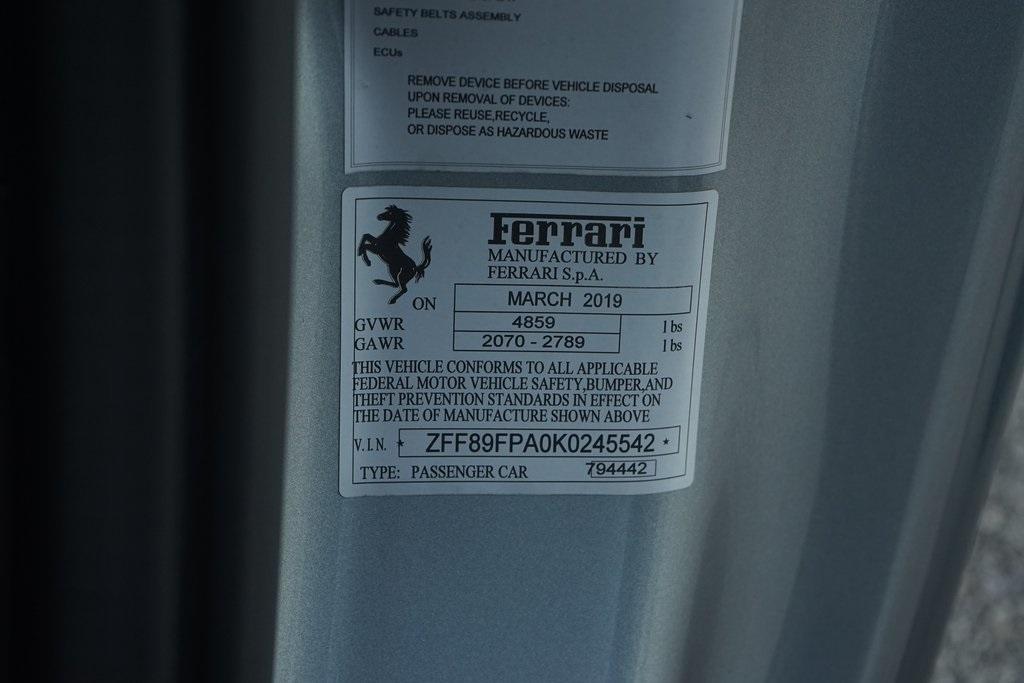 SAFETY BELTS ASSEMBLY
CABLES
ECUs
REMOVE DEVICE BEFORE VEHICLE DISPOSAL
UPON REMOVAL OF DEVICES:
PLEASE REUSE,RECYCLE,
OR DISPOSE AS HAZARDOUS WASTE
Ferrari
MANUFACTURED BY
FERRARI S.p.A.
ON MARCH 2019
GVWR 4859 lbs
GAWR 2070 - 2789 lbs
THIS VEHICLE CONFORMS TO ALL APPLICABLE
FEDERAL MOTOR VEHICLE SAFETY,BUMPER,AND
THEFT PREVENTION STANDARDS IN EFFECT ON
THE DATE OF MANUFACTURE SHOWN ABOVE
V.I.N. * ZFF89FPA0K0245542 *
TYPE: PASSENGER CAR 794442